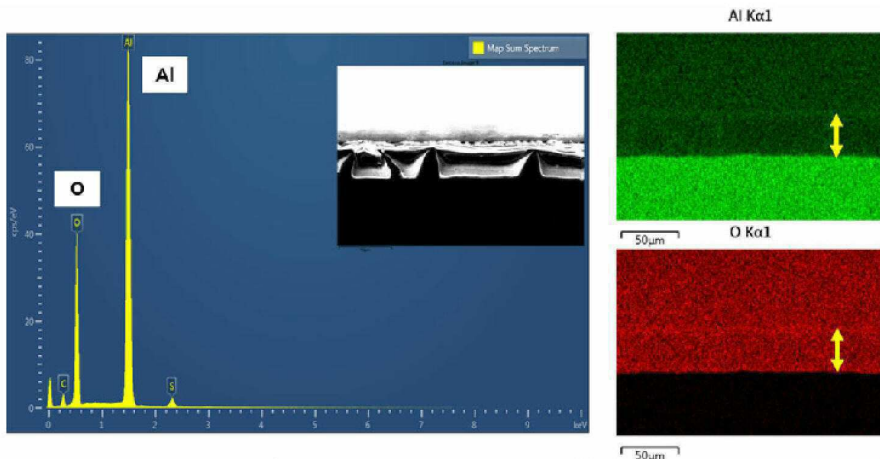 Map Sum Spectrum
Al
Al
O
O
C
S
cps/eV
80
60
40
20
0
0 1 2 3 4 5 6 7 8 9 keV
Al Kα1
50μm
O Kα1
50μm